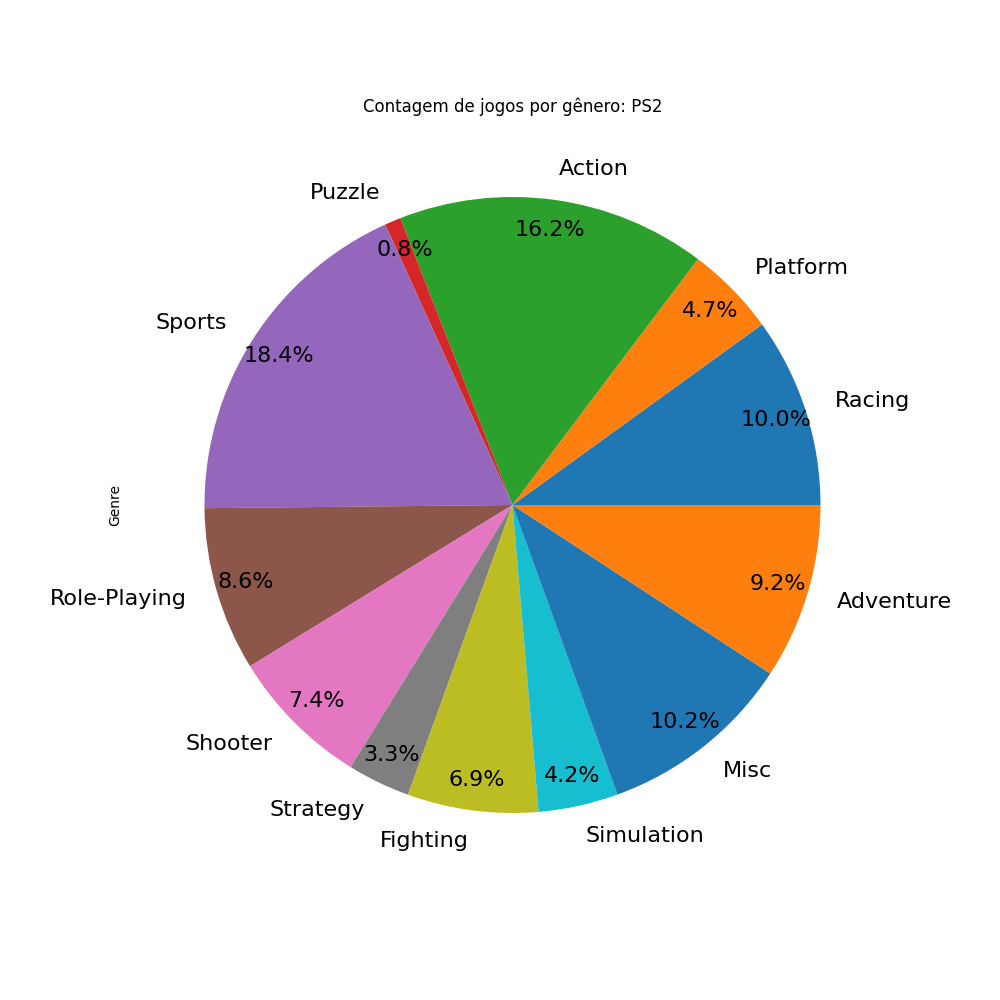 Contagem de jogos por gênero: PS2
Action
16.2%
Puzzle
0.8%
Platform
4.7%
Sports
18.4%
Racing
10.0%
Genre
Role-Playing
8.6%
Adventure
9.2%
Shooter
7.4%
Misc
10.2%
Strategy
3.3%
Fighting
6.9%
Simulation
4.2%